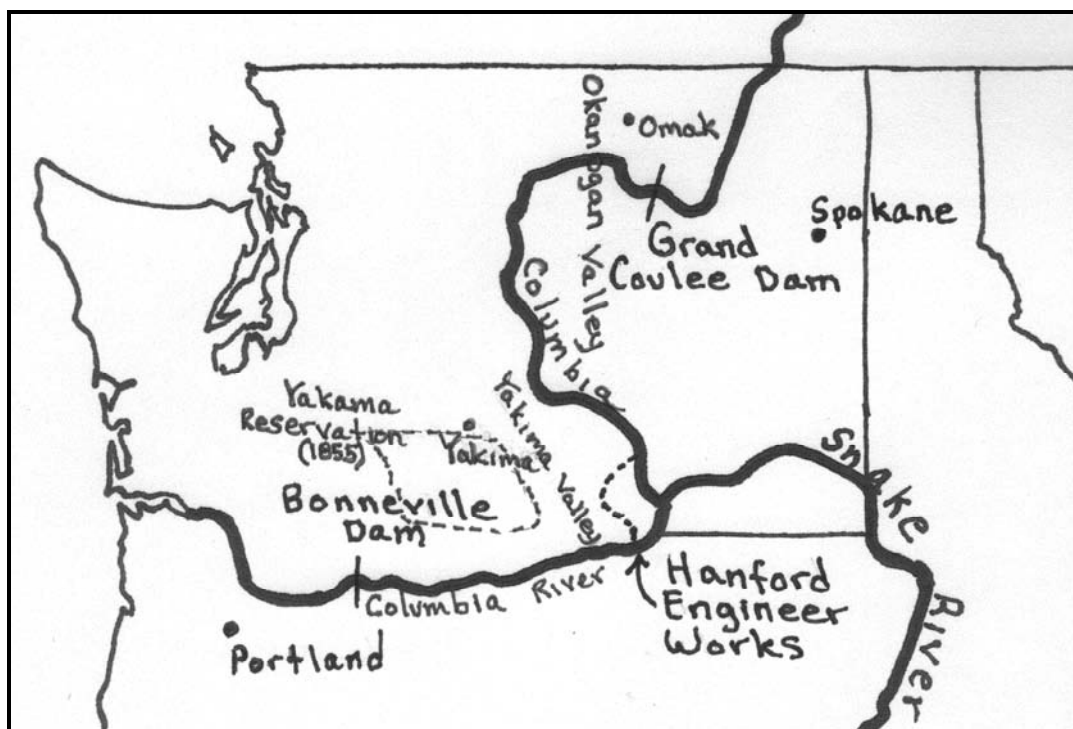 Okanogan Valley
Omak
Spokane
Grand
Coulee Dam
Columbia
Yakama
Reservation
(1855)
Yakima
Yakima Valley
Bonneville
Dam
Snake River
Columbia River
Hanford
Engineer
Works
Portland